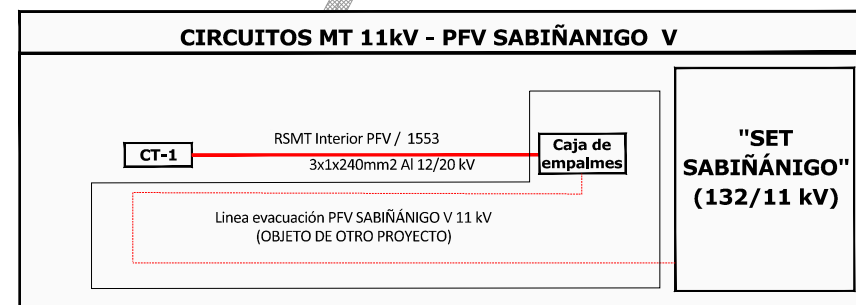 CIRCUITOS MT 11kV - PFV SABIÑANIGO V
RSMT Interior PFV / 1553
CT-1
3x1x240mm2 Al 12/20 kV
Caja de
empalmes
"SET
SABIÑÁNIGO"
(132/11 kV)
Linea evacuación PFV SABIÑÁNIGO V 11 kV
(OBJETO DE OTRO PROYECTO)